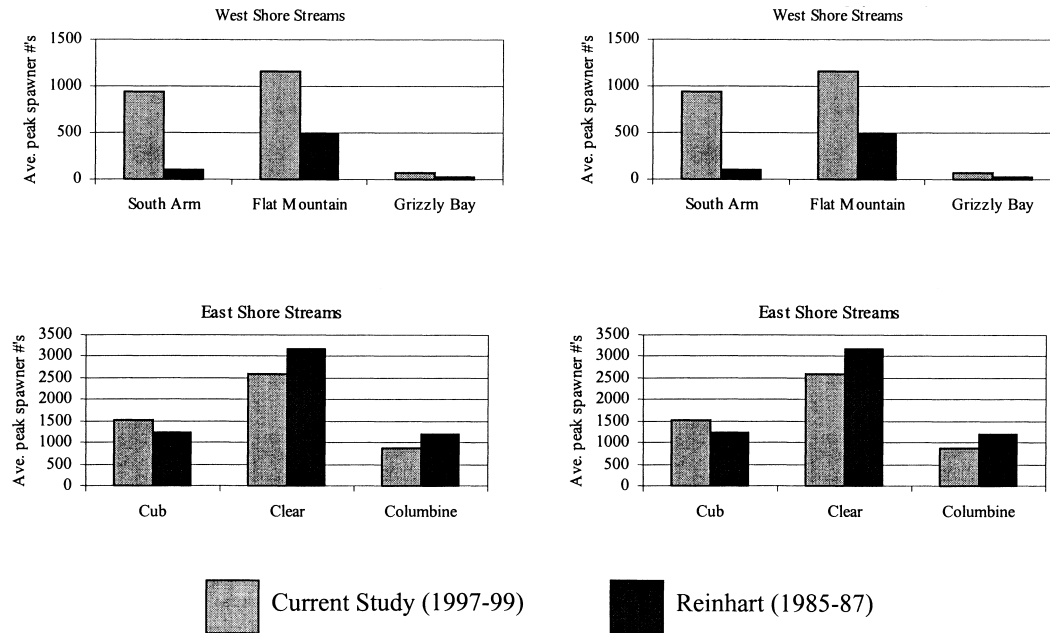 West Shore Streams
Ave. peak spawner #'s
1500
1000
500
0
South Arm Flat Mountain Grizzly Bay
West Shore Streams
Ave. peak spawner #'s
1500
1000
500
0
South Arm Flat Mountain Grizzly Bay
East Shore Streams
Ave. peak spawner #'s
3500
3000
2500
2000
1500
1000
500
0
Cub Clear Columbine
East Shore Streams
Ave. peak spawner #'s
3500
3000
2500
2000
1500
1000
500
0
Cub Clear Columbine
Current Study (1997-99)
Reinhart (1985-87)